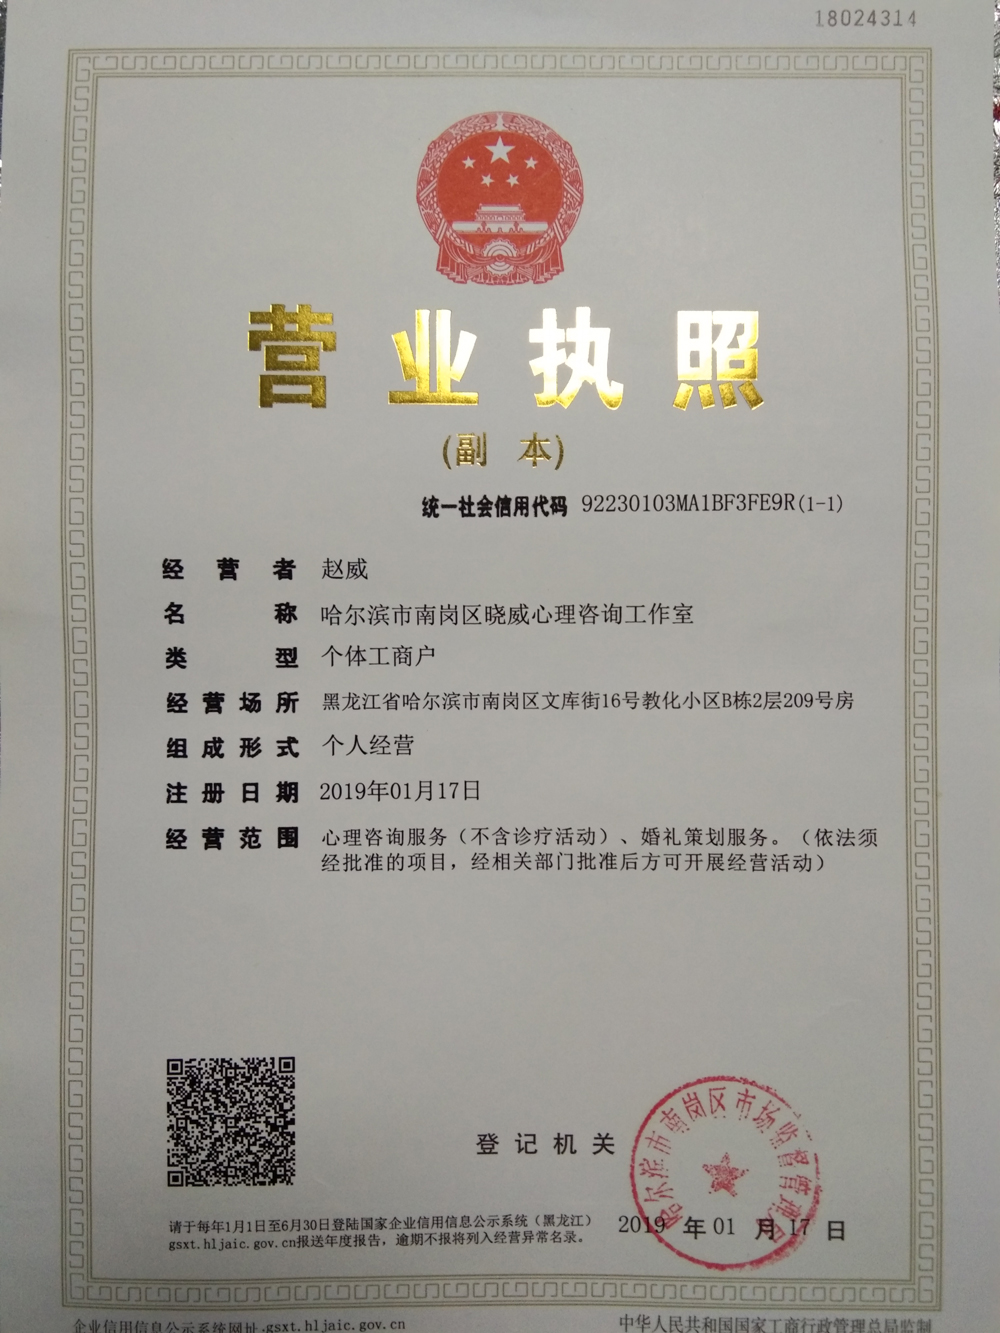 18024314
营业执照
(副 本)
统一社会信用代码 92230103MA1BF3FE9R(1-1)
经营者 赵威
名称 哈尔滨市南岗区晓威心理咨询工作室
类型 个体工商户
经营场所 黑龙江省哈尔滨市南岗区文库街16号教化小区B栋2层209号房
组成形式 个人经营
注册日期 2019年01月17日
经营范围 心理咨询服务（不含诊疗活动）、婚礼策划服务。（依法须
经批准的项目，经相关部门批准后方可开展经营活动）
登记机关
哈尔滨市南岗区市场监督管理局
2019 年 01 月 17 日
请于每年1月1日至6月30日登陆国家企业信用信息公示系统（黑龙江）
gsxt.hljaic.gov.cn报送年度报告，逾期不报将列入经营异常名录。
企业信用信息公示系统网址:gsxt.hljaic.gov.cn
中华人民共和国国家工商行政管理总局监制